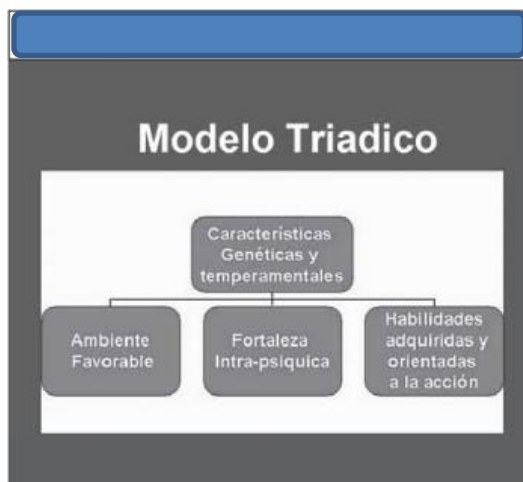 Modelo Triadico
Características
Genéticas y
temperamentales
Ambiente
Favorable
Fortaleza
Intra-psiquica
Habilidades
adquiridas y
orientadas
a la acción